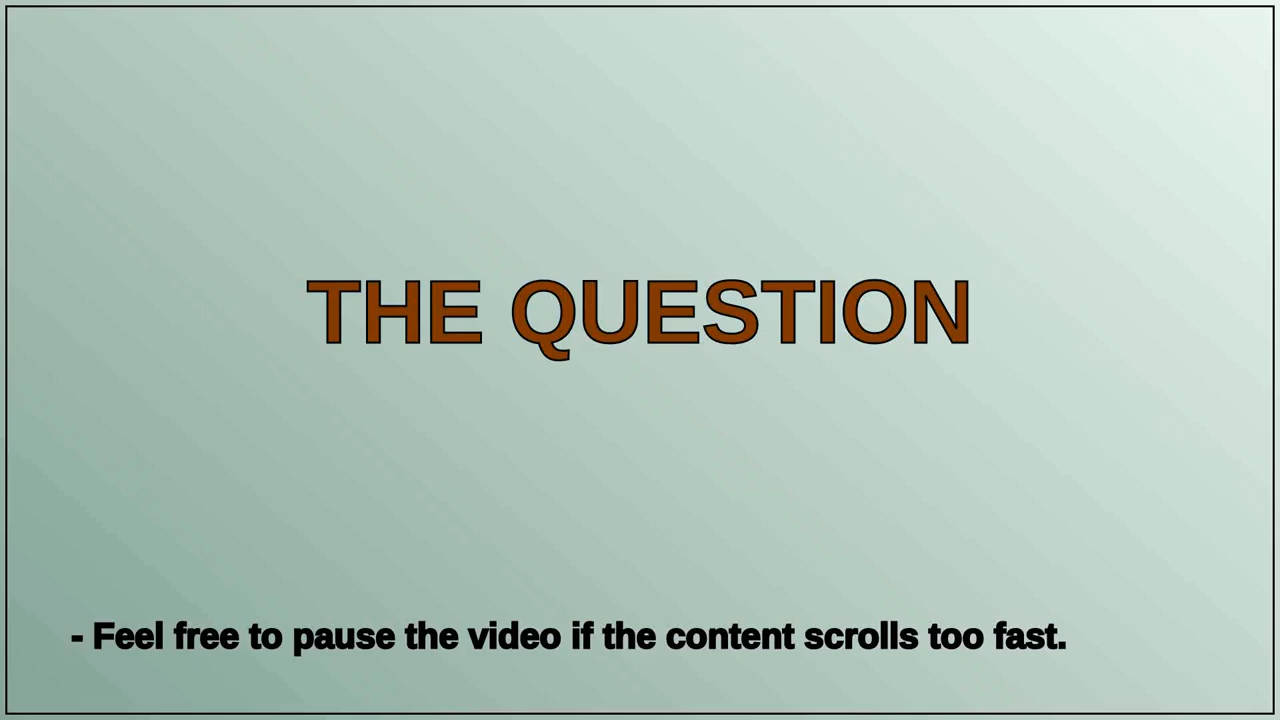 THE QUESTION
- Feel free to pause the video if the content scrolls too fast.